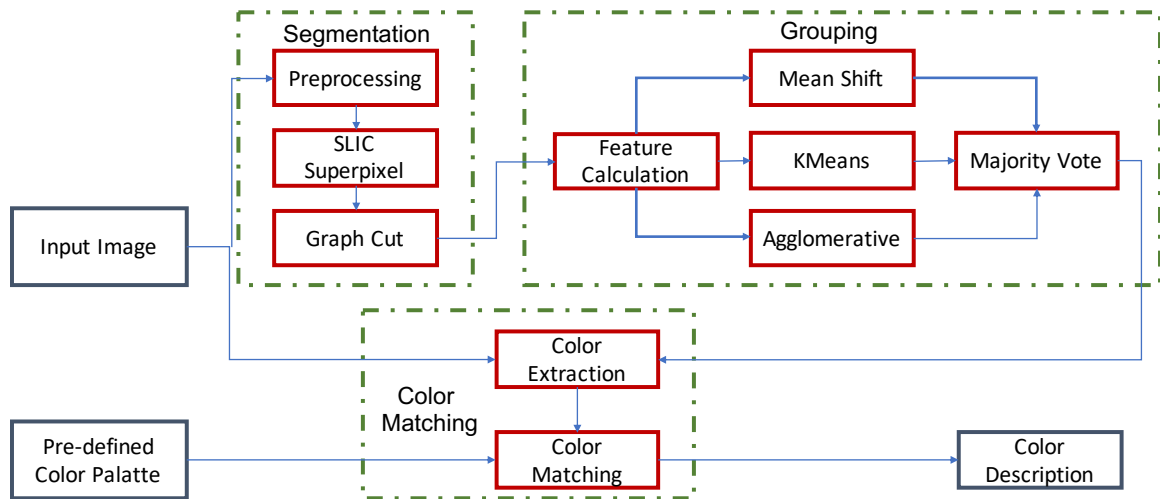 Segmentation
Preprocessing
SLIC
Superpixel
Graph Cut
Grouping
Mean Shift
Feature
Calculation
KMeans
Majority Vote
Agglomerative
Input Image
Color
Extraction
Color
Matching
Pre-defined
Color Palatte
Color
Matching
Color
Description